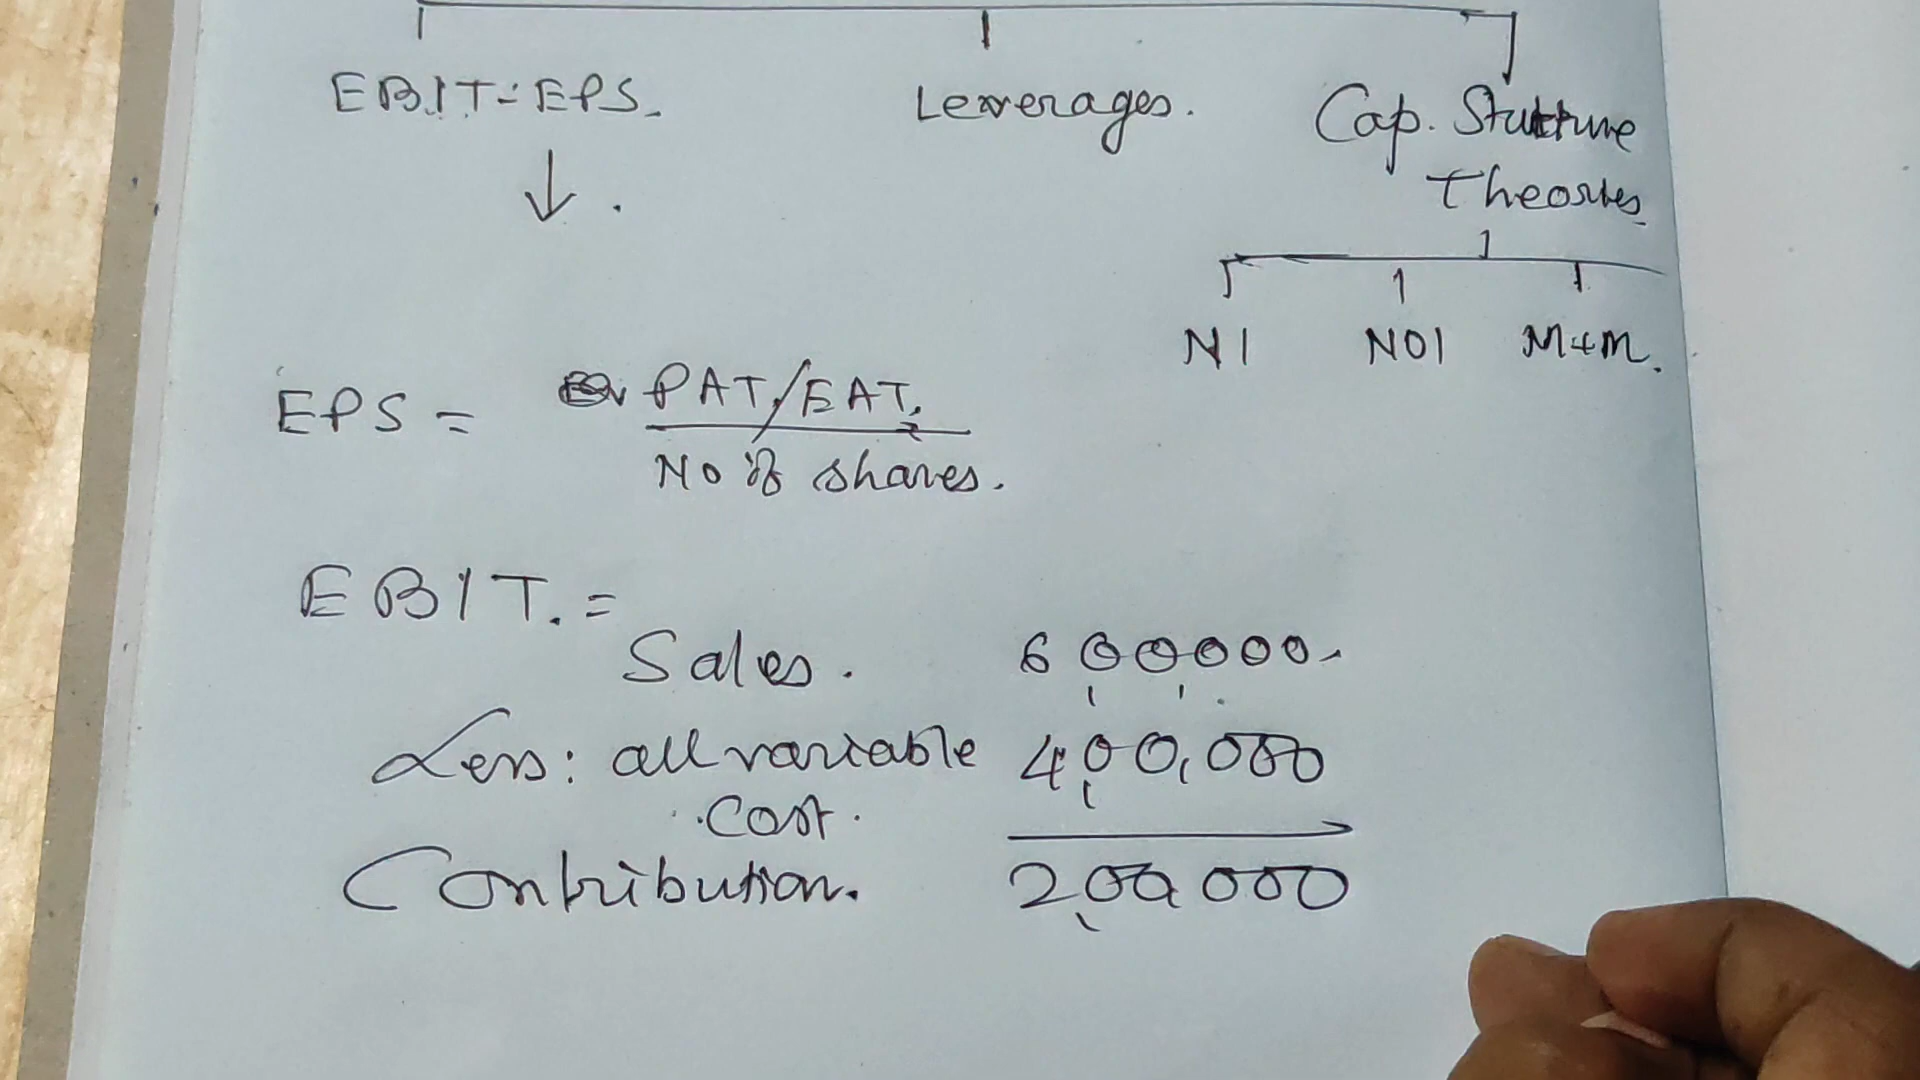 EBIT-EPS.
Leverages.
Cap. Structure
Theories
NI
NOI
M+M.
EPS = PAT/EAT.
No of shares.
EBIT. =
Sales. 600000.
Less: all variable 400,000
cost.
Contribution. 200000